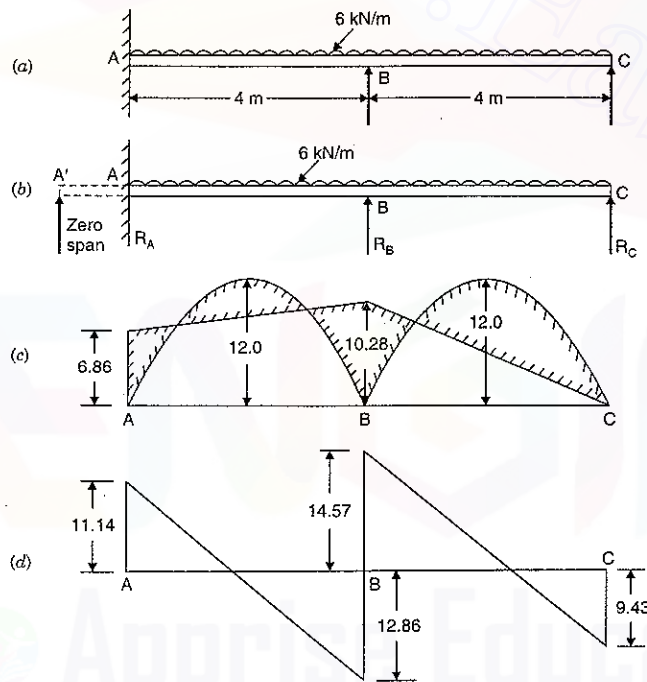 6 kN/m
(a)
A
C
B
4 m
4 m
6 kN/m
(b)
A'
A
C
B
Zero
span
R_A
R_B
R_C
(c)
6.86
12.0
10.28
12.0
A
B
C
(d)
11.14
14.57
A
B
C
12.86
9.43
Apprise Educ